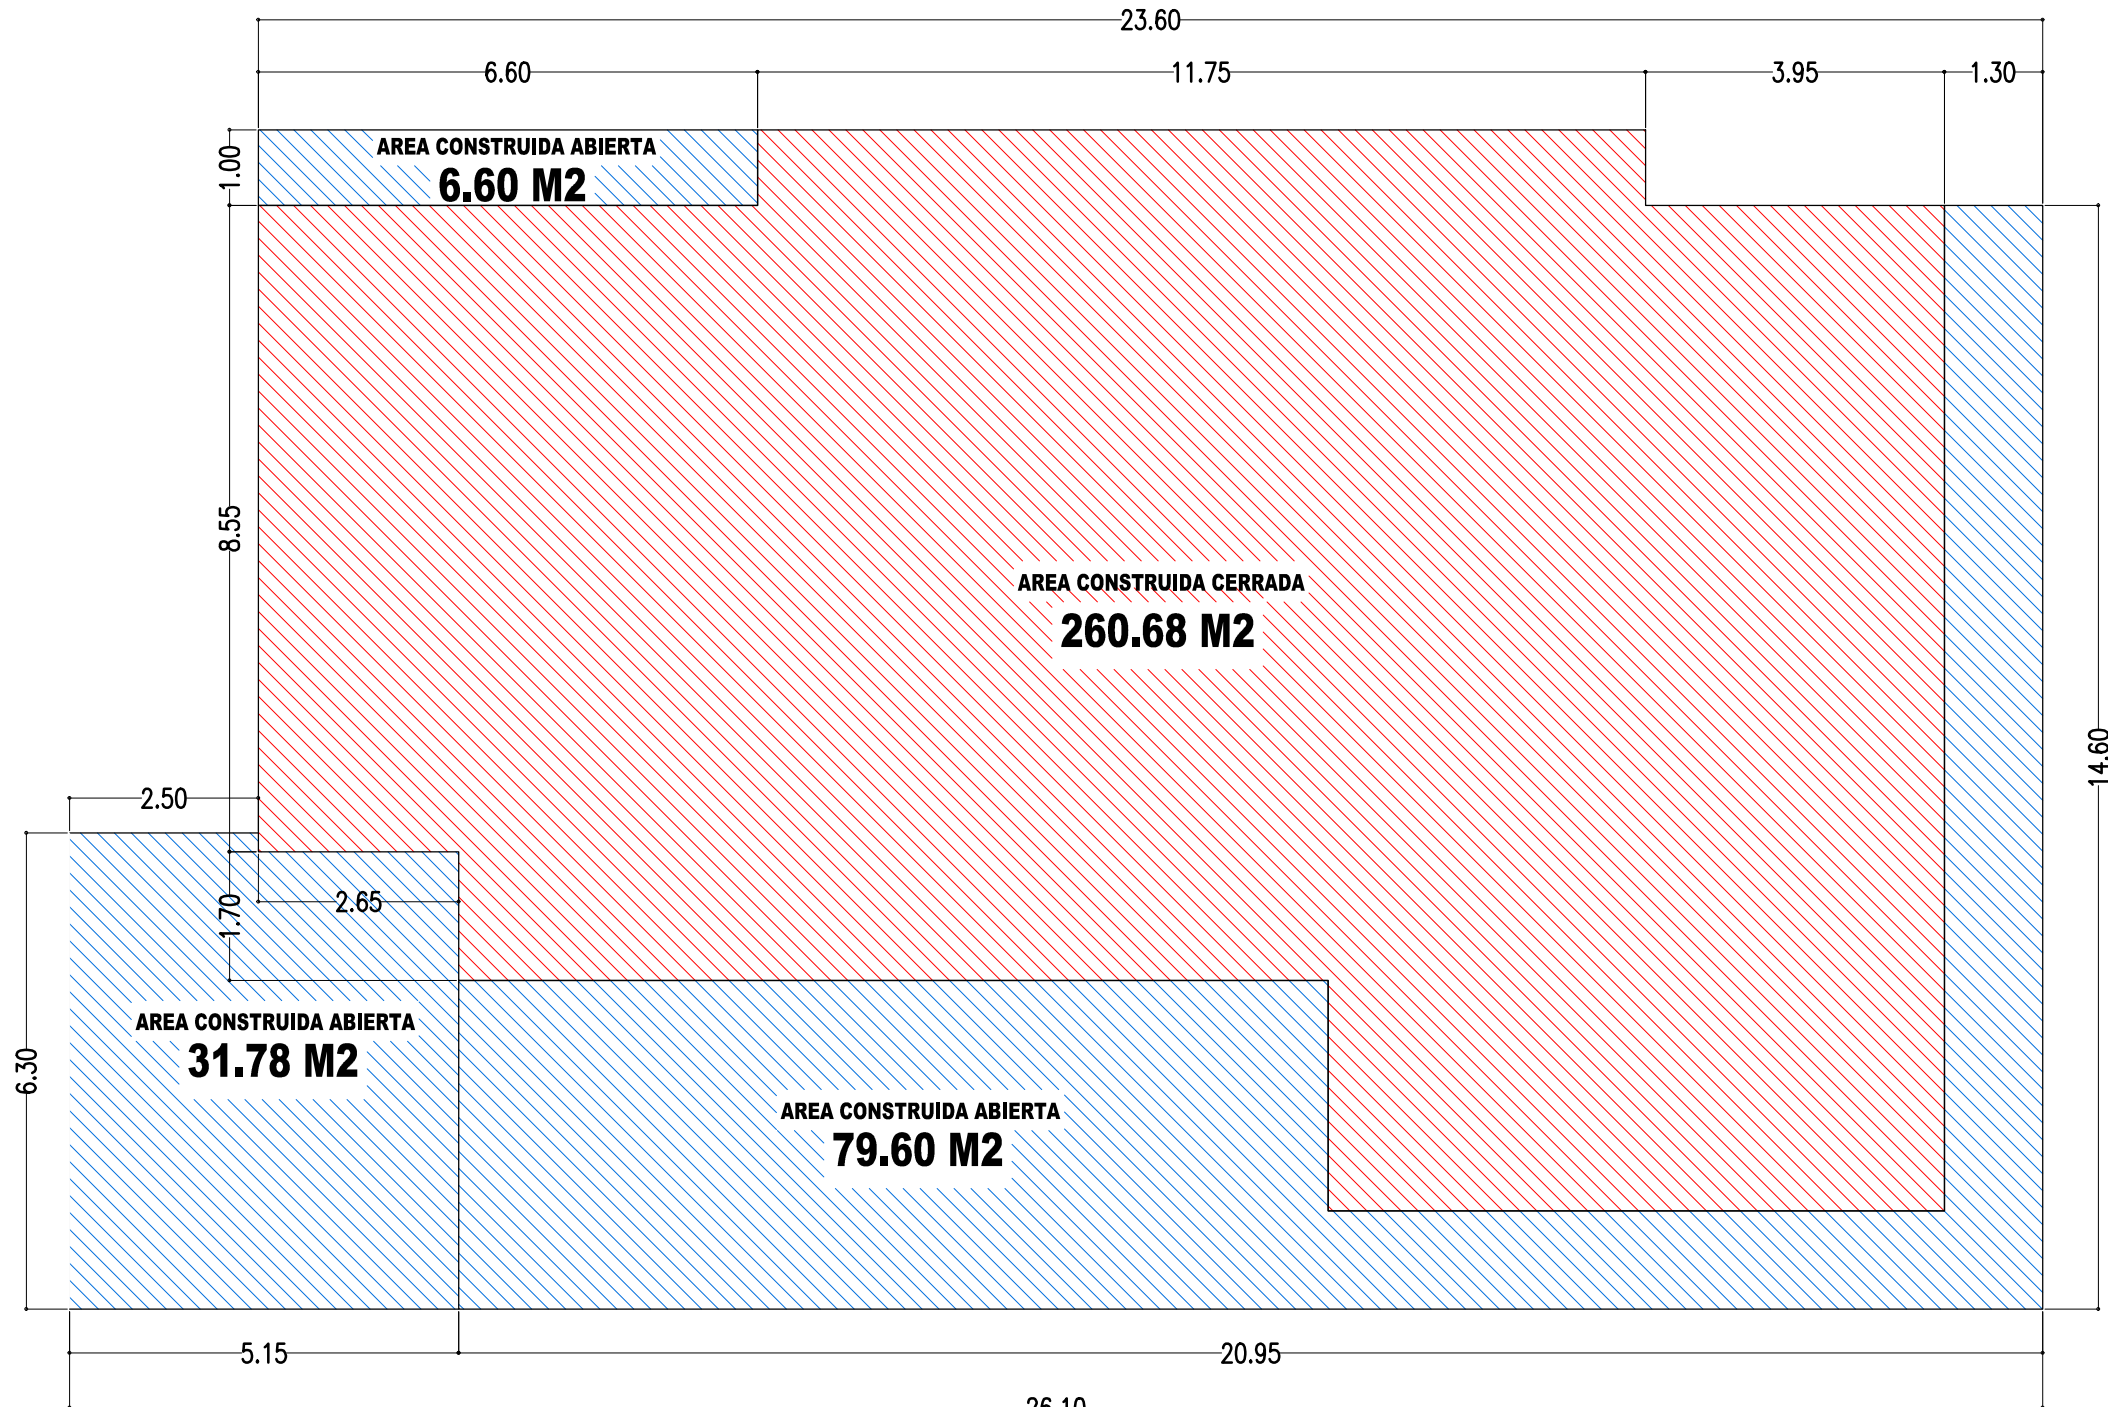 23.60
6.60
11.75
3.95
1.30
AREA CONSTRUIDA ABIERTA
6.60 M2
1.00
8.55
AREA CONSTRUIDA CERRADA
260.68 M2
14.60
2.50
2.65
1.70
AREA CONSTRUIDA ABIERTA
31.78 M2
6.30
AREA CONSTRUIDA ABIERTA
79.60 M2
5.15
20.95
26.10